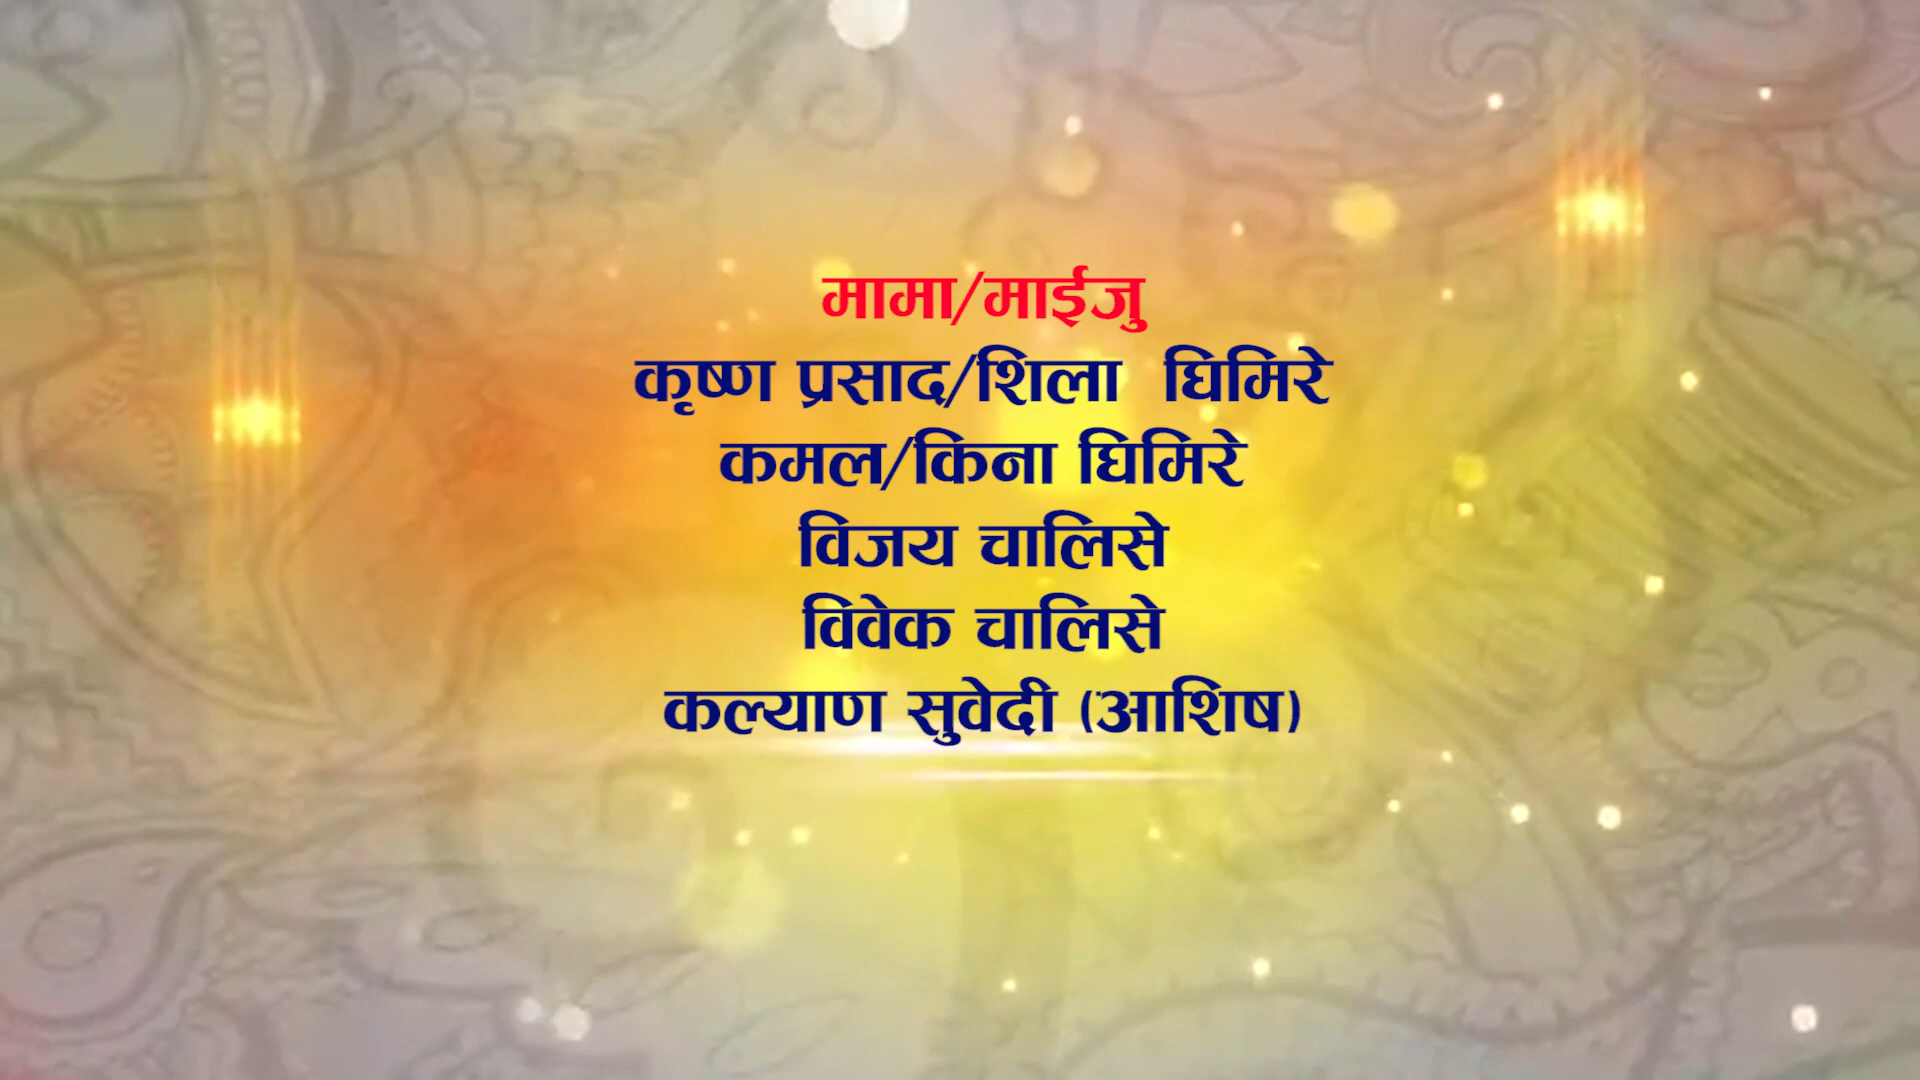 मामा/माईजु
कृष्ण प्रसाद/शिला घिमिरे
कमल/किना घिमिरे
विजय चालिसे
विवेक चालिसे
कल्याण सुवेदी (आशिष)